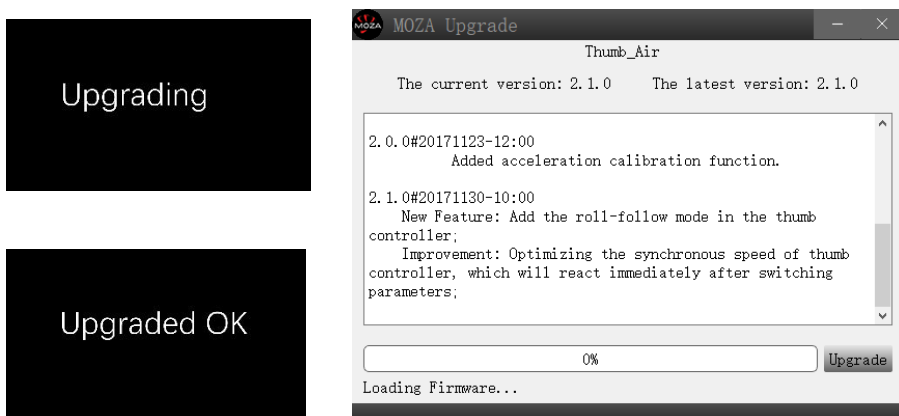 Upgrading
Upgraded OK
MOZA
MOZA Upgrade
Thumb_Air
The current version: 2.1.0 The latest version: 2.1.0
2.0.0#20171123-12:00
Added acceleration calibration function.
2.1.0#20171130-10:00
New Feature: Add the roll-follow mode in the thumb
controller;
Improvement: Optimizing the synchronous speed of thumb
controller, which will react immediately after switching
parameters;
0%
Upgrade
Loading Firmware...